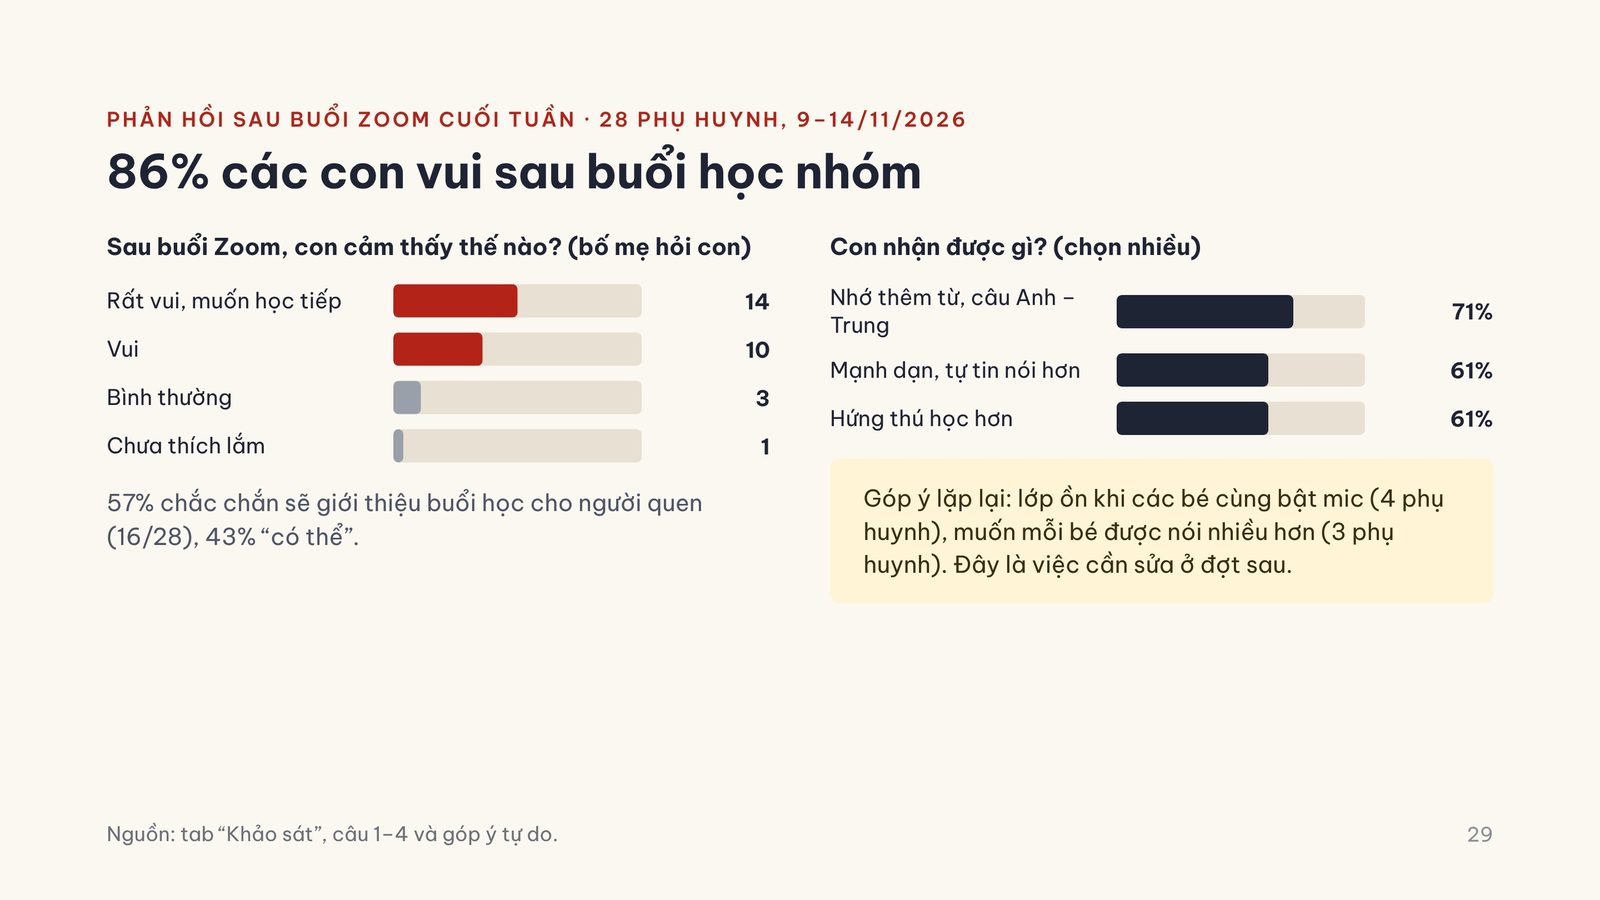 PHẢN HỒI SAU BUỔI ZOOM CUỐI TUẦN · 28 PHỤ HUYNH, 9–14/11/2026
86% các con vui sau buổi học nhóm
Sau buổi Zoom, con cảm thấy thế nào? (bố mẹ hỏi con)
Rất vui, muốn học tiếp 14
Vui 10
Bình thường 3
Chưa thích lắm 1
57% chắc chắn sẽ giới thiệu buổi học cho người quen
(16/28), 43% “có thể”.
Con nhận được gì? (chọn nhiều)
Nhớ thêm từ, câu Anh –
Trung 71%
Mạnh dạn, tự tin nói hơn 61%
Hứng thú học hơn 61%
Góp ý lặp lại: lớp ồn khi các bé cùng bật mic (4 phụ
huynh), muốn mỗi bé được nói nhiều hơn (3 phụ
huynh). Đây là việc cần sửa ở đợt sau.
Nguồn: tab “Khảo sát”, câu 1–4 và góp ý tự do.
29